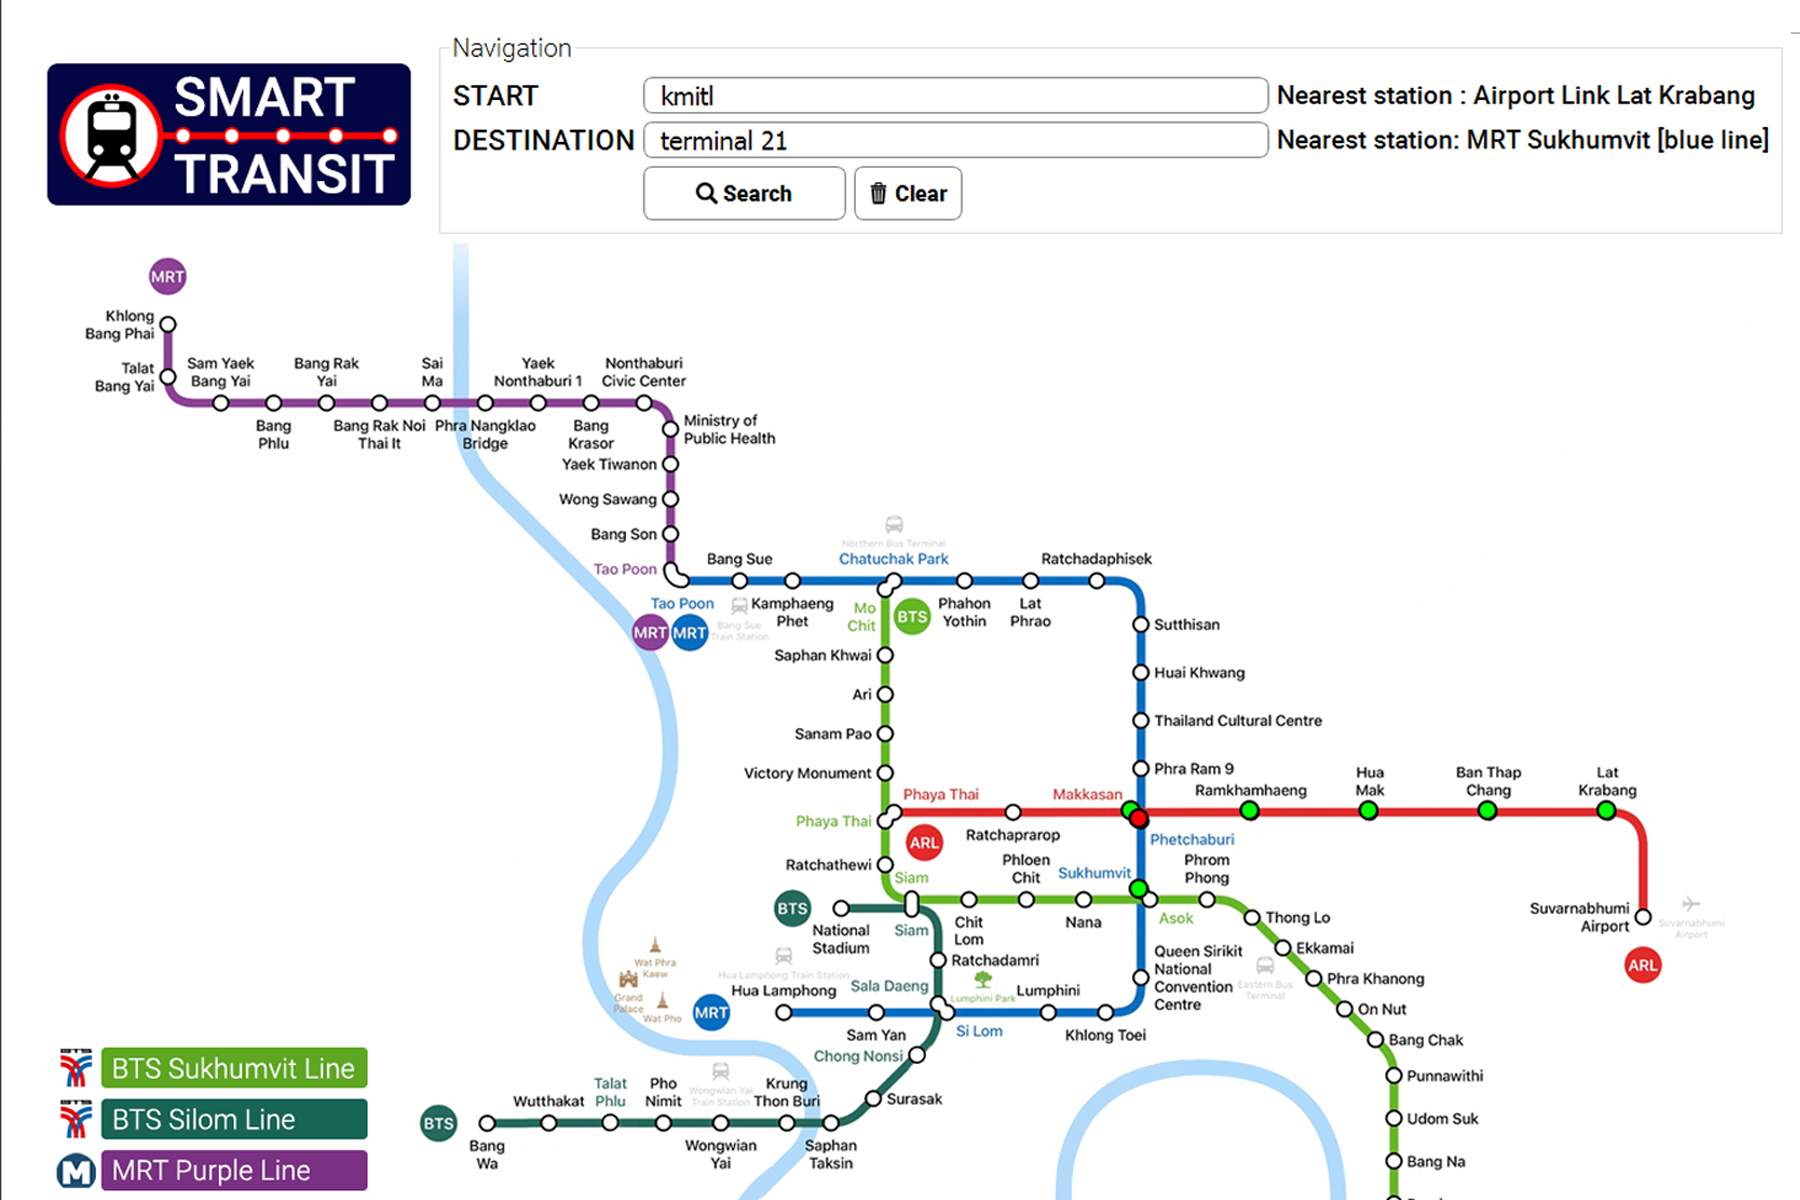 Navigation
SMART
TRANSIT
START
kmitl
Nearest station : Airport Link Lat Krabang
DESTINATION
terminal 21
Nearest station: MRT Sukhumvit [blue line]
Search
Clear
MRT
Khlong
Bang Phai
Talat
Bang Yai
Sam Yaek
Bang Yai
Bang
Phlu
Bang Rak
Yai
Bang Rak Noi
Thai It
Sai
Ma
Phra Nangklao
Bridge
Yaek
Nonthaburi 1
Bang
Krasor
Nonthaburi
Civic Center
Ministry of
Public Health
Yaek Tiwanon
Wong Sawang
Bang Son
Tao Poon
Tao Poon
MRT
MRT
Bang Sue
Bang Sue
Train Station
Kamphaeng
Phet
Northern Bus Terminal
Chatuchak Park
Mo
Chit
BTS
Phahon
Yothin
Lat
Phrao
Ratchadaphisek
Sutthisan
Huai Khwang
Thailand Cultural Centre
Phra Ram 9
Saphan Khwai
Ari
Sanam Pao
Victory Monument
Phaya Thai
Phaya Thai
ARL
Ratchaprarop
Makkasan
Phetchaburi
Ramkhamhaeng
Hua
Mak
Ban Thap
Chang
Lat
Krabang
Suvarnabhumi
Airport
Suvarnabhumi
Airport
ARL
Ratchathewi
Siam
BTS
National
Stadium
Siam
Chit
Lom
Phloen
Chit
Nana
Sukhumvit
Asok
Phrom
Phong
Thong Lo
Ekkamai
Eastern Bus
Terminal
Phra Khanong
On Nut
Bang Chak
Punnawithi
Udom Suk
Bang Na
Queen Sirikit
National
Convention
Centre
Ratchadamri
Sala Daeng
Lumphini Park
Hua Lamphong Train Station
Hua Lamphong
MRT
Sam Yan
Si Lom
Lumphini
Khlong Toei
Wat Phra
Kaew
Grand
Palace
Wat Pho
Chong Nonsi
Surasak
Saphan
Taksin
Krung
Thon Buri
Wongwian Yai
Train Station
Wongwian
Yai
Pho
Nimit
Talat
Phlu
Wutthakat
Bang
Wa
BTS
BTS Sukhumvit Line
BTS Silom Line
M
MRT Purple Line